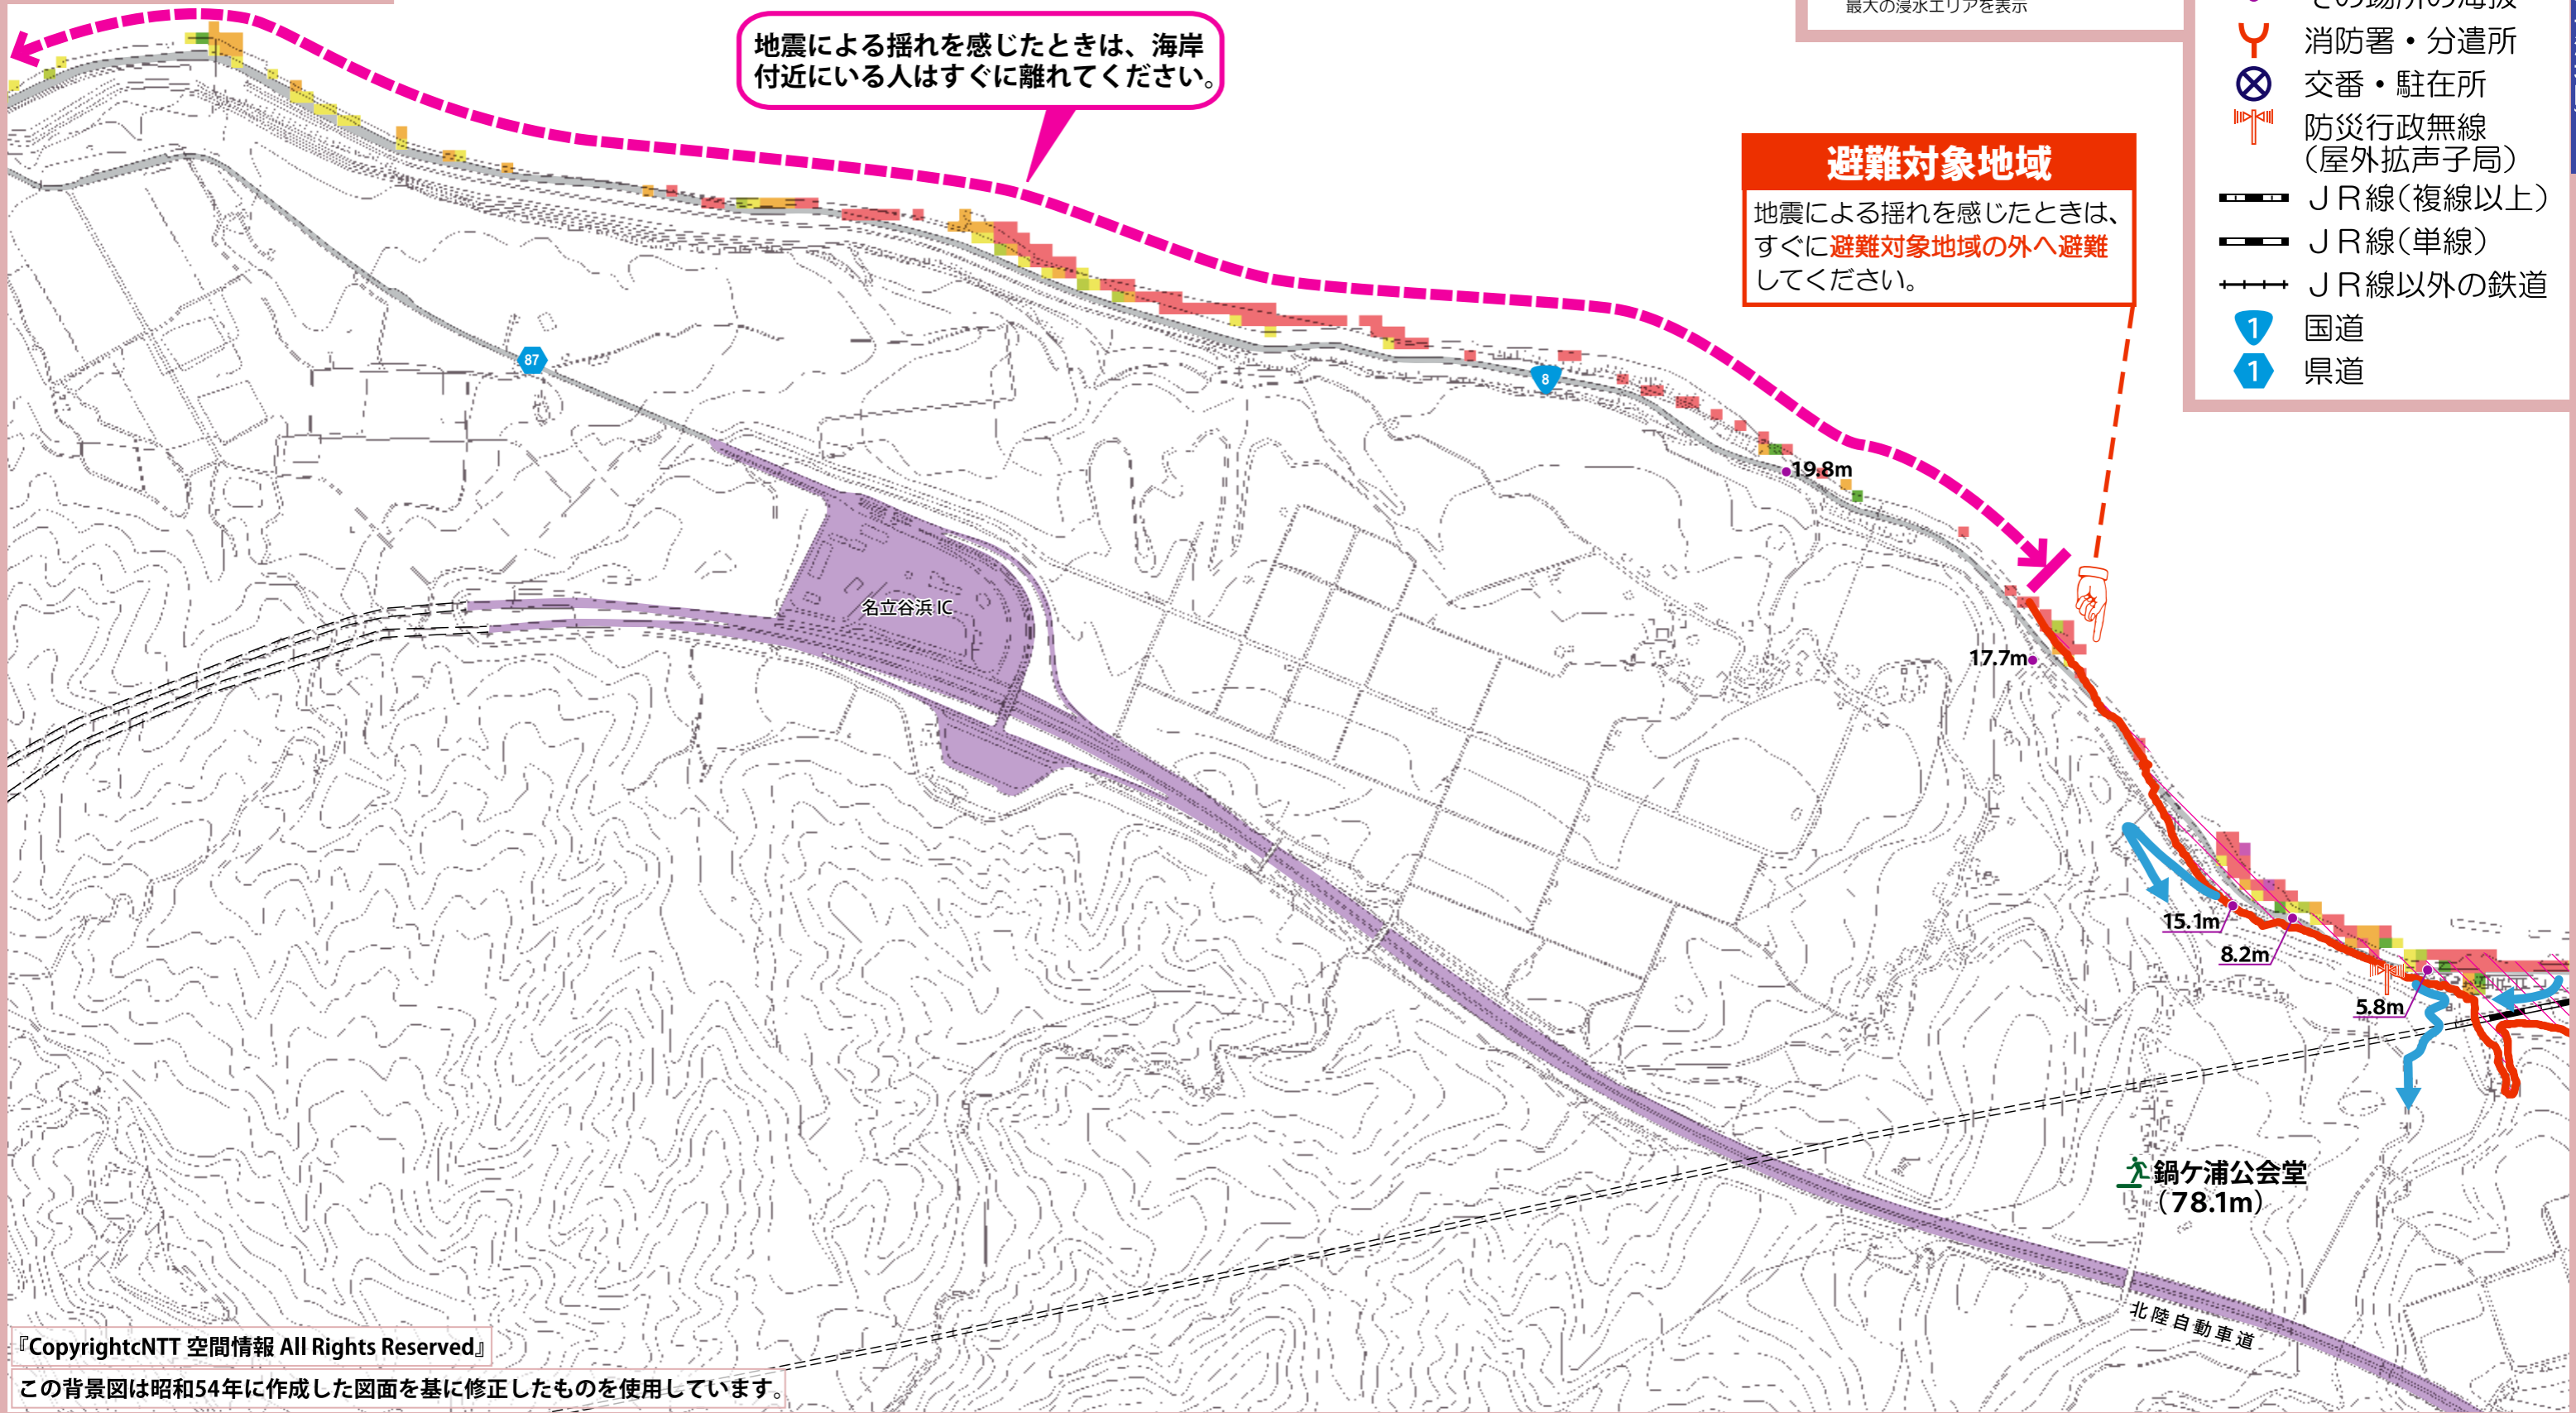 地震による揺れを感じたときは、海岸
付近にいる人はすぐに離れてください。
最大の浸水エリアを表示
その場所の海抜
消防署・分遣所
交番・駐在所
防災行政無線
（屋外拡声子局）
ＪＲ線（複線以上）
ＪＲ線（単線）
ＪＲ線以外の鉄道
1 国道
1 県道
避難対象地域
地震による揺れを感じたときは、
すぐに避難対象地域の外へ避難
してください。
87
8
19.8m
名立谷浜 IC
17.7m
15.1m
8.2m
5.8m
鍋ケ浦公会堂
（78.1m）
北陸自動車道
『CopyrightcNTT 空間情報 All Rights Reserved』
この背景図は昭和54年に作成した図面を基に修正したものを使用しています。